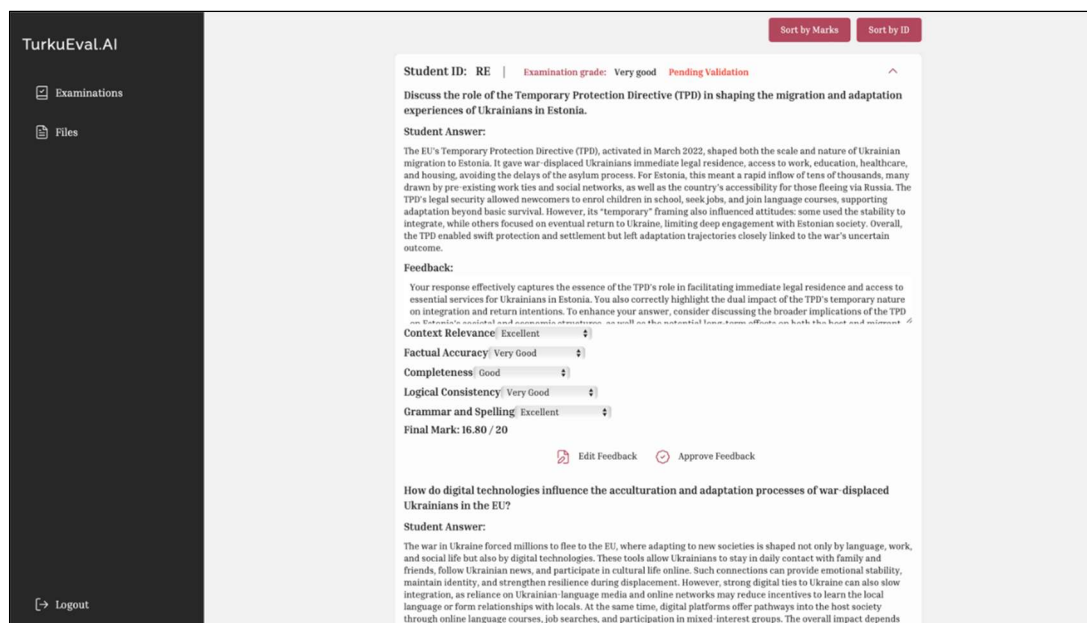 TurkuEval.AI
Examinations
Files
Logout
Sort by Marks
Sort by ID
Student ID: RE | Examination grade: Very good Pending Validation
Discuss the role of the Temporary Protection Directive (TPD) in shaping the migration and adaptation
experiences of Ukrainians in Estonia.
Student Answer:
The EU's Temporary Protection Directive (TPD), activated in March 2022, shaped both the scale and nature of Ukrainian
migration to Estonia. It gave war-displaced Ukrainians immediate legal residence, access to work, education, healthcare,
and housing, avoiding the delays of the asylum process. For Estonia, this meant a rapid inflow of tens of thousands, many
drawn by pre-existing work ties and social networks, as well as the country's accessibility for those fleeing via Russia. The
TPD's legal security allowed newcomers to enrol children in school, seek jobs, and join language courses, supporting
adaptation beyond basic survival. However, its "temporary" framing also influenced attitudes: some used the stability to
integrate, while others focused on eventual return to Ukraine, limiting deep engagement with Estonian society. Overall,
the TPD enabled swift protection and settlement but left adaptation trajectories closely linked to the war's uncertain
outcome.
Feedback:
Your response effectively captures the essence of the TPD's role in facilitating immediate legal residence and access to
essential services for Ukrainians in Estonia. You also correctly highlight the dual impact of the TPD's temporary nature
on integration and return intentions. To enhance your answer, consider discussing the broader implications of the TPD
on Estonia's societal and economic structures, as well as the potential long-term effects on both the host and migrant
Context Relevance Excellent
Factual Accuracy Very Good
Completeness Good
Logical Consistency Very Good
Grammar and Spelling Excellent
Final Mark: 16.80 / 20
Edit Feedback
Approve Feedback
How do digital technologies influence the acculturation and adaptation processes of war-displaced
Ukrainians in the EU?
Student Answer:
The war in Ukraine forced millions to flee to the EU, where adapting to new societies is shaped not only by language, work,
and social life but also by digital technologies. These tools allow Ukrainians to stay in daily contact with family and
friends, follow Ukrainian news, and participate in cultural life online. Such connections can provide emotional stability,
maintain identity, and strengthen resilience during displacement. However, strong digital ties to Ukraine can also slow
integration, as reliance on Ukrainian-language media and online networks may reduce incentives to learn the local
language or form relationships with locals. At the same time, digital platforms offer pathways into the host society
through online language courses, job searches, and participation in mixed-interest groups. The overall impact depends